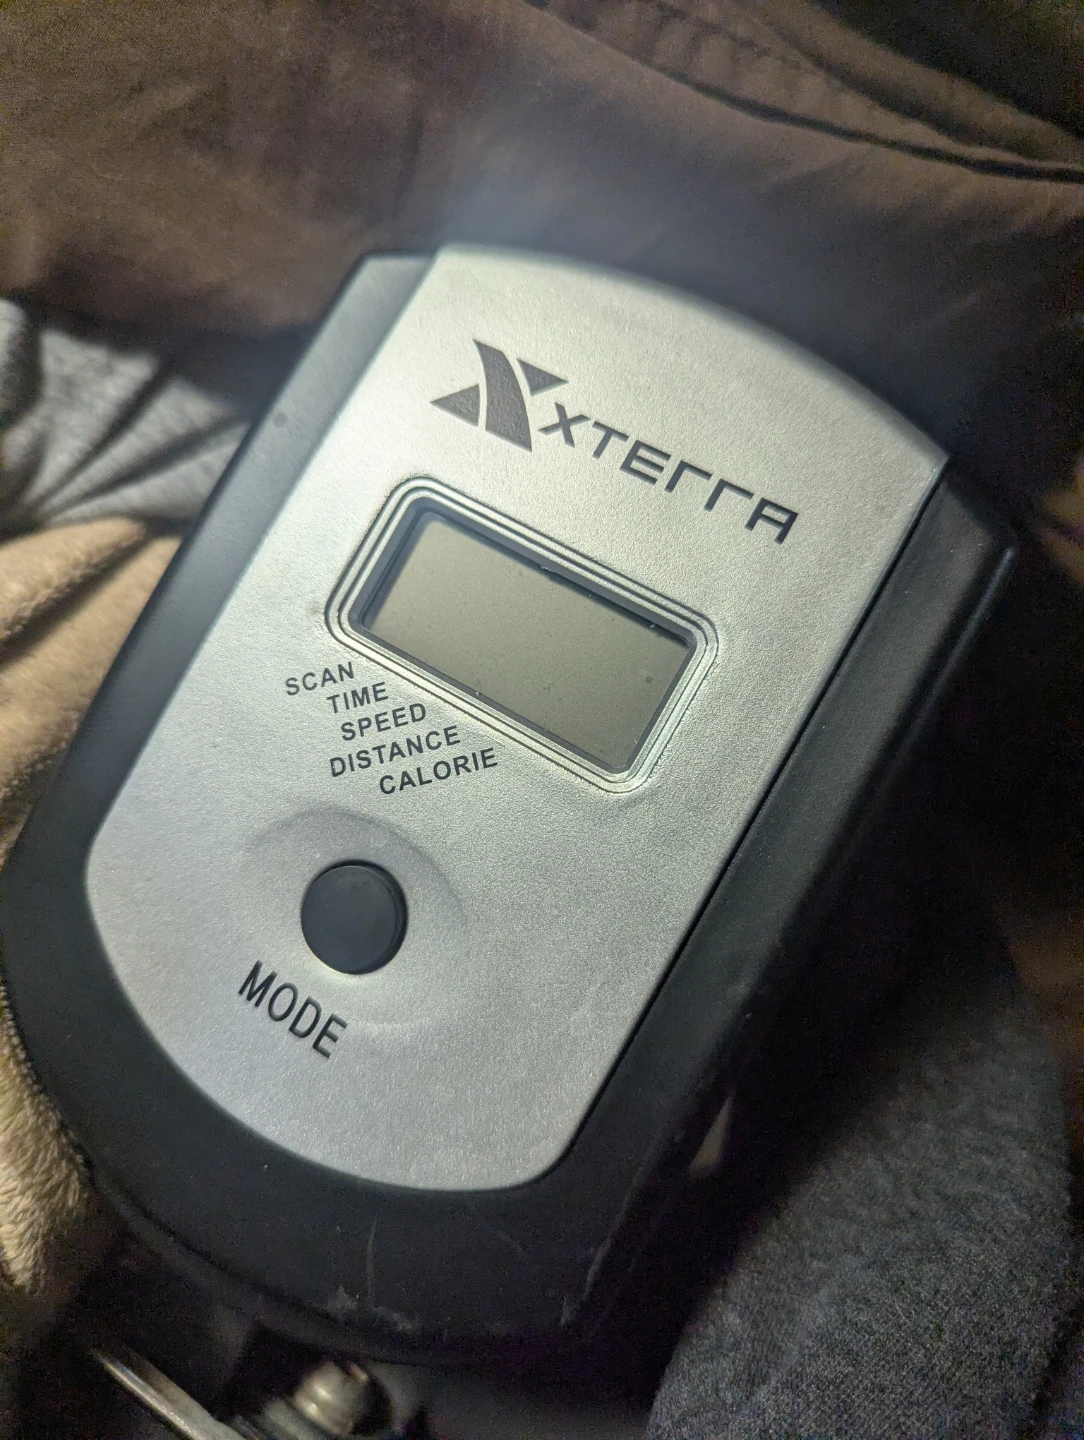 XTERRA
SCAN
TIME
SPEED
DISTANCE
CALORIE
MODE